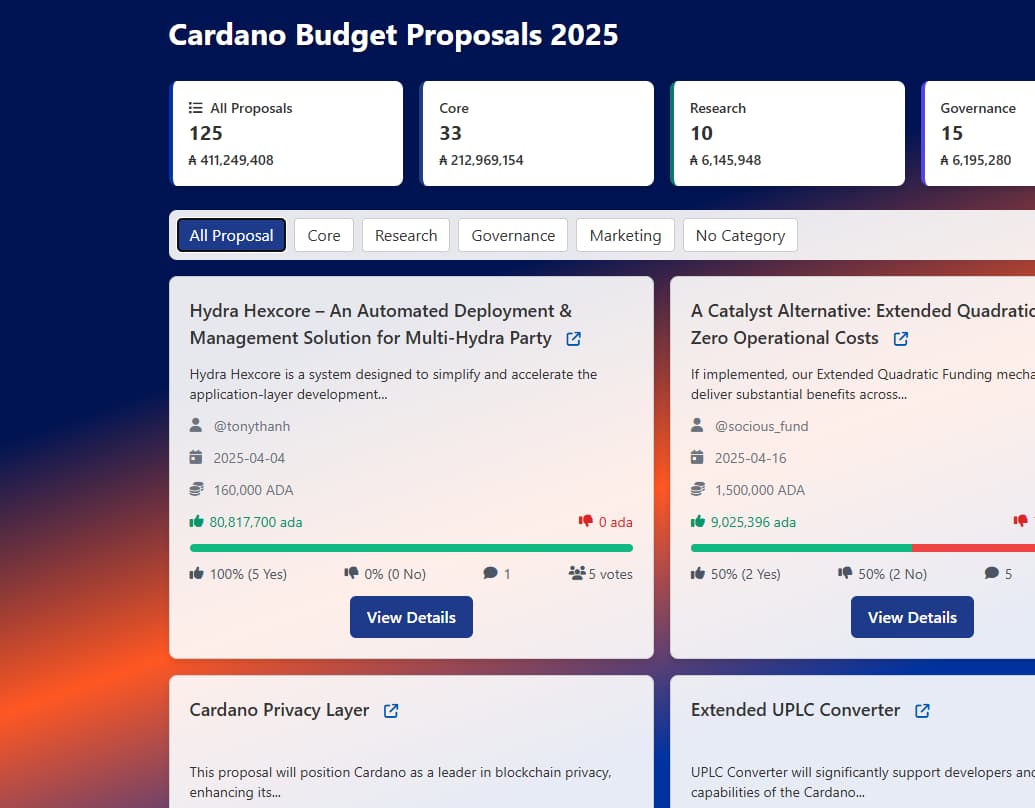 Cardano Budget Proposals 2025
All Proposals
125
₳ 411,249,408
Core
33
₳ 212,969,154
Research
10
₳ 6,145,948
Governance
15
₳ 6,195,280
All Proposal
Core
Research
Governance
Marketing
No Category
Hydra Hexcore – An Automated Deployment &
Management Solution for Multi-Hydra Party
Hydra Hexcore is a system designed to simplify and accelerate the
application-layer development...
@tonythanh
2025-04-04
160,000 ADA
80,817,700 ada
0 ada
100% (5 Yes)
0% (0 No)
1
5 votes
View Details
A Catalyst Alternative: Extended
Zero Operational Costs
If implemented, our Extended Quadratic Funding
deliver substantial benefits across...
@socious_fund
2025-04-16
1,500,000 ADA
9,025,396 ada
50% (2 Yes)
50% (2 No)
5
View Details
Cardano Privacy Layer
This proposal will position Cardano as a leader in blockchain privacy,
enhancing its...
Extended UPLC Converter
UPLC Converter will significantly support developers
capabilities of the Cardano...